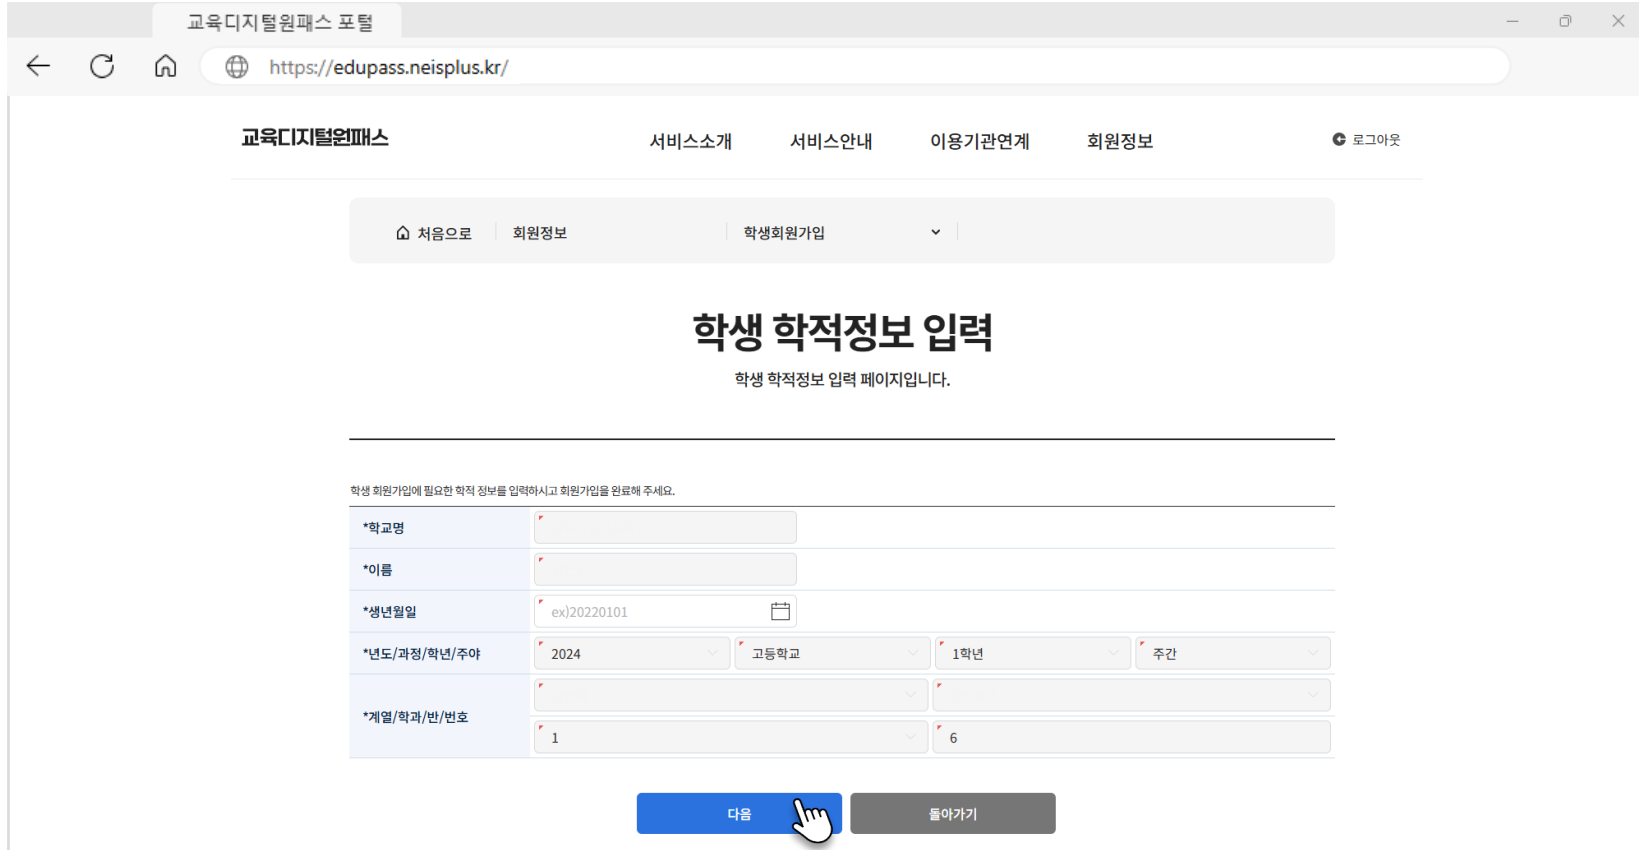 교육디지털원패스 포털
https://edupass.neisplus.kr/
교육디지털원패스 서비스소개 서비스안내 이용기관연계 회원정보 로그아웃
처음으로 회원정보 학생회원가입
학생 학적정보 입력
학생 학적정보 입력 페이지입니다.
학생 회원가입에 필요한 학적 정보를 입력하시고 회원가입을 완료해 주세요.
*학교명
*이름
*생년월일 ex)20220101
*년도/과정/학년/주야 2024 고등학교 1학년 주간
*계열/학과/반/번호
1 6
다음 돌아가기